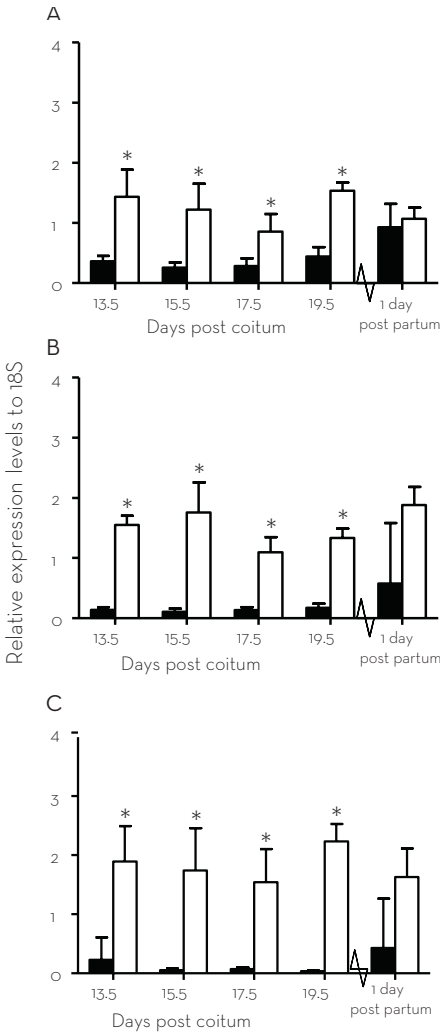 A
4
3
2
1
0
* * * *
13.5 15.5 17.5 19.5 1 day
post partum
Days post coitum
Relative expression levels to 18S
B
4
3
2
1
0
* * * *
13.5 15.5 17.5 19.5 1 day
post partum
Days post coitum
C
4
3
2
1
0
* * * *
13.5 15.5 17.5 19.5 1 day
post partum
Days post coitum